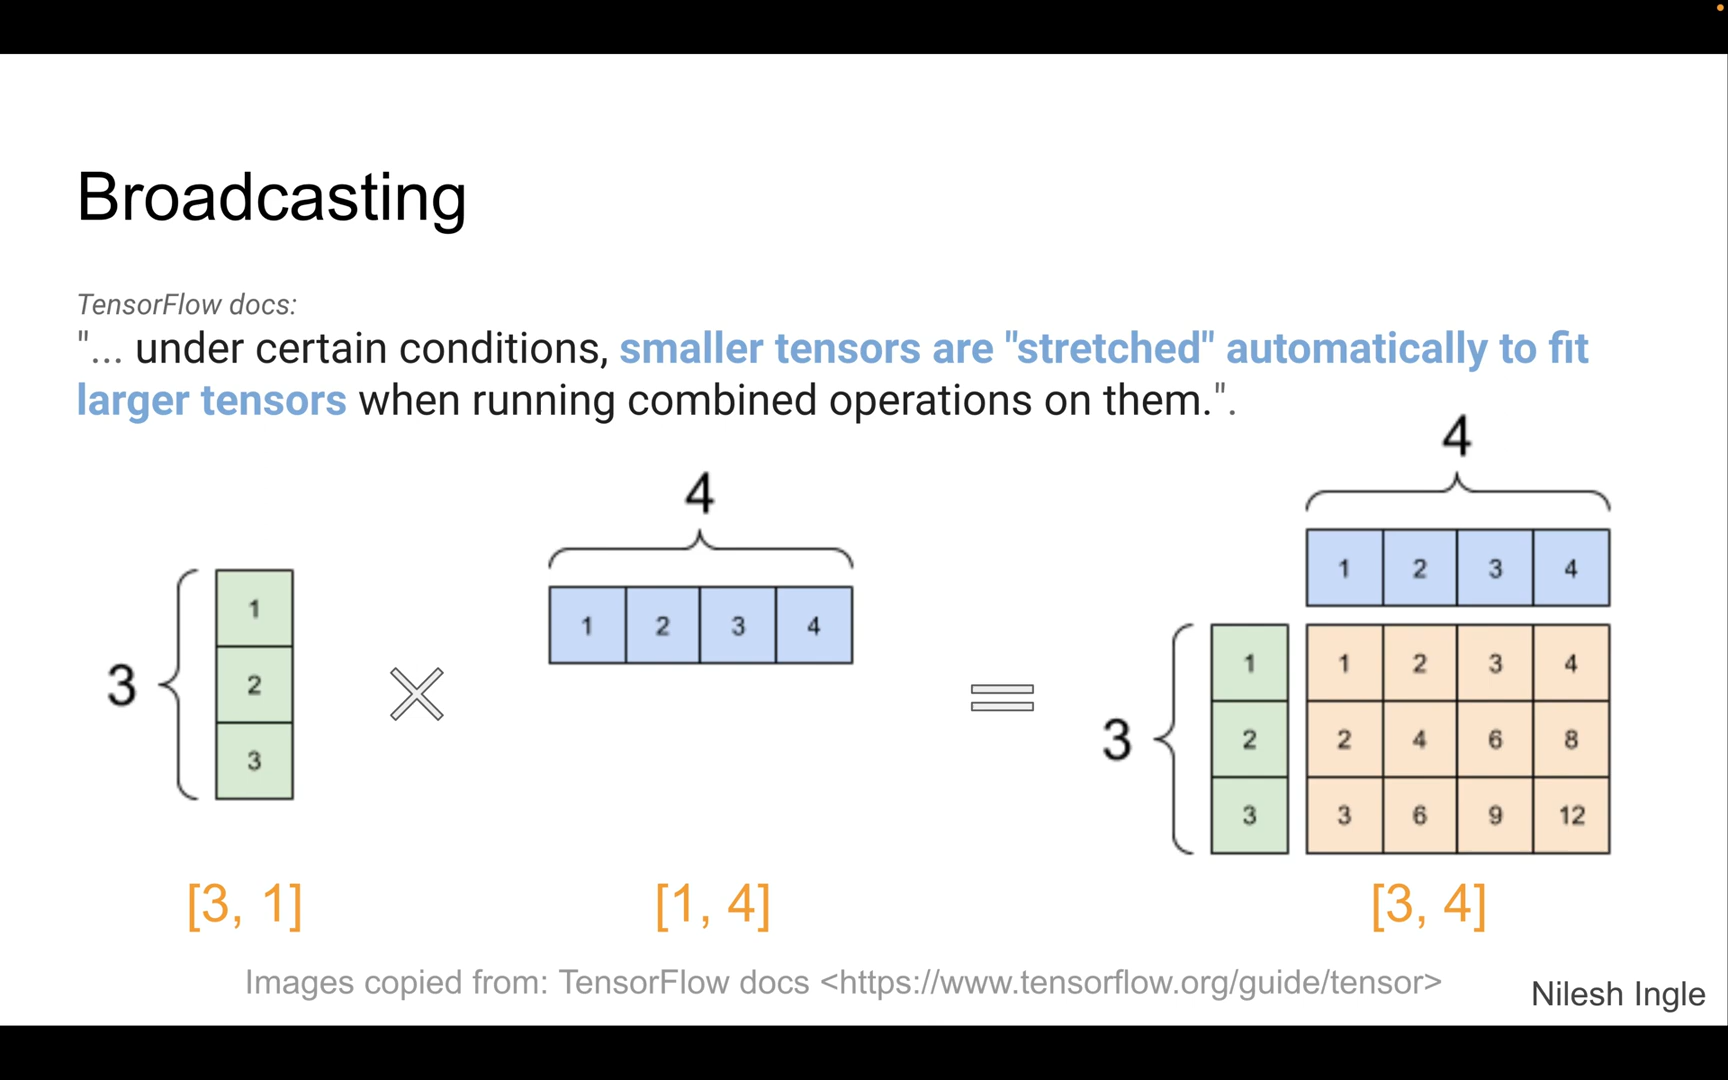 Broadcasting
TensorFlow docs:
"... under certain conditions, smaller tensors are "stretched" automatically to fit
larger tensors when running combined operations on them.".
3
1
2
3
4
1 2 3 4
4
1 2 3 4
3
1 1 2 3 4
2 2 4 6 8
3 3 6 9 12
[3, 1]
[1, 4]
[3, 4]
Images copied from: TensorFlow docs <https://www.tensorflow.org/guide/tensor>
Nilesh Ingle